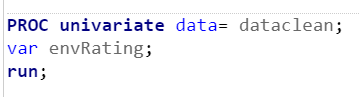 PROC univariate data= dataclean;
var envRating;
run;